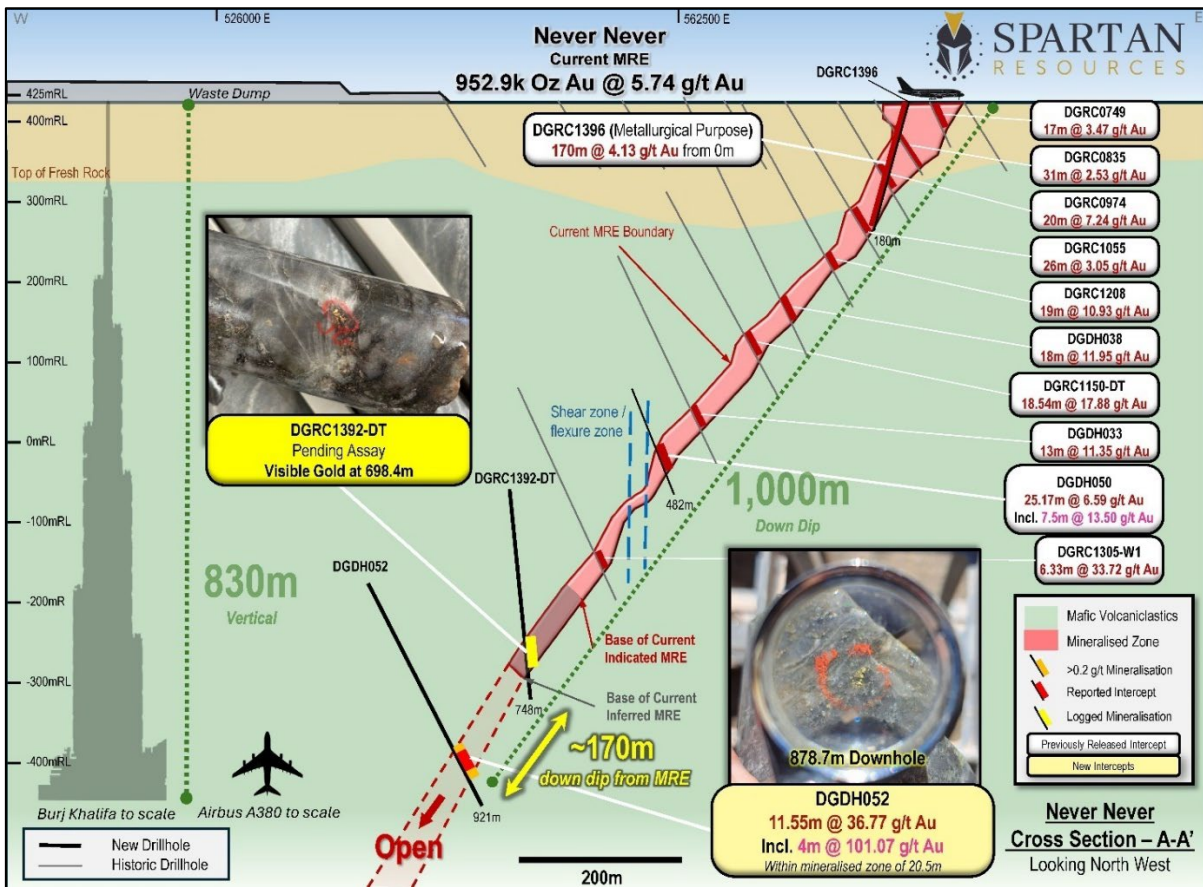 W
526000 E
562500 E
E
Never Never
Current MRE
952.9k Oz Au @ 5.74 g/t Au
SPARTAN
RESOURCES
DGRC1396
425mRL
Waste Dump
400mRL
Top of Fresh Rock
300mRL
200mRL
100mRL
0mRL
-100mRL
-200mR
-300mRL
-400mRL
DGRC1396 (Metallurgical Purpose)
170m @ 4.13 g/t Au from 0m
DGRC0749
17m @ 3.47 g/t Au
DGRC0835
31m @ 2.53 g/t Au
DGRC0974
20m @ 7.24 g/t Au
DGRC1055
26m @ 3.05 g/t Au
DGRC1208
19m @ 10.93 g/t Au
DGDH038
18m @ 11.95 g/t Au
DGRC1150-DT
18.54m @ 17.88 g/t Au
DGDH033
13m @ 11.35 g/t Au
DGDH050
25.17m @ 6.59 g/t Au
Incl. 7.5m @ 13.50 g/t Au
DGRC1305-W1
6.33m @ 33.72 g/t Au
Current MRE Boundary
180m
DGRC1392-DT
Pending Assay
Visible Gold at 698.4m
Shear zone /
flexure zone
DGRC1392-DT
482m
1,000m
Down Dip
DGDH052
830m
Vertical
Base of Current
Indicated MRE
Base of Current
Inferred MRE
748m
~170m
down dip from MRE
921m
Open
878.7m Downhole
DGDH052
11.55m @ 36.77 g/t Au
Incl. 4m @ 101.07 g/t Au
Within mineralised zone of 20.5m
Mafic Volcaniclastics
Mineralised Zone
>0.2 g/t Mineralisation
Reported Intercept
Logged Mineralisation
Previously Released Intercept
New Intercepts
Burj Khalifa to scale
Airbus A380 to scale
New Drillhole
Historic Drillhole
200m
Never Never
Cross Section – A-A'
Looking North West